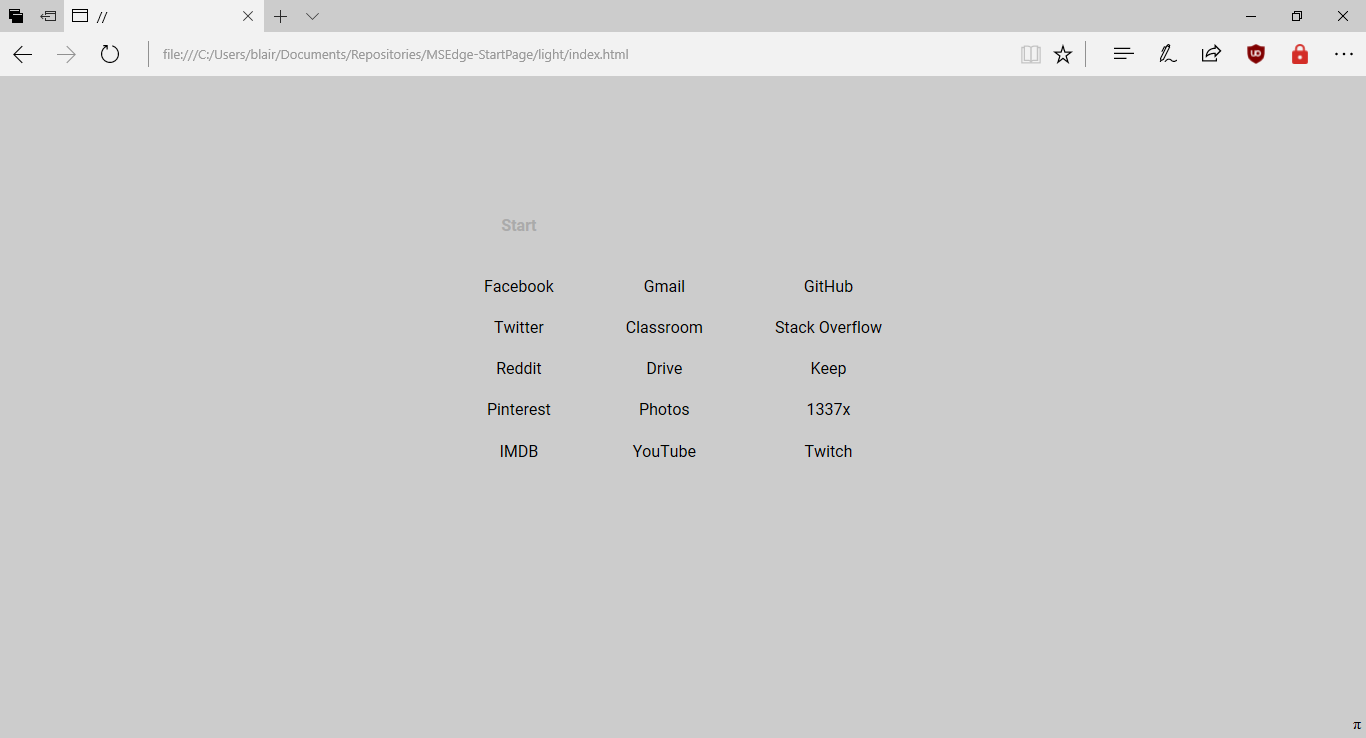 //
file:///C:/Users/blair/Documents/Repositories/MSEdge-StartPage/light/index.html
UO
Start
Facebook Gmail GitHub
Twitter Classroom Stack Overflow
Reddit Drive Keep
Pinterest Photos 1337x
IMDB YouTube Twitch
π